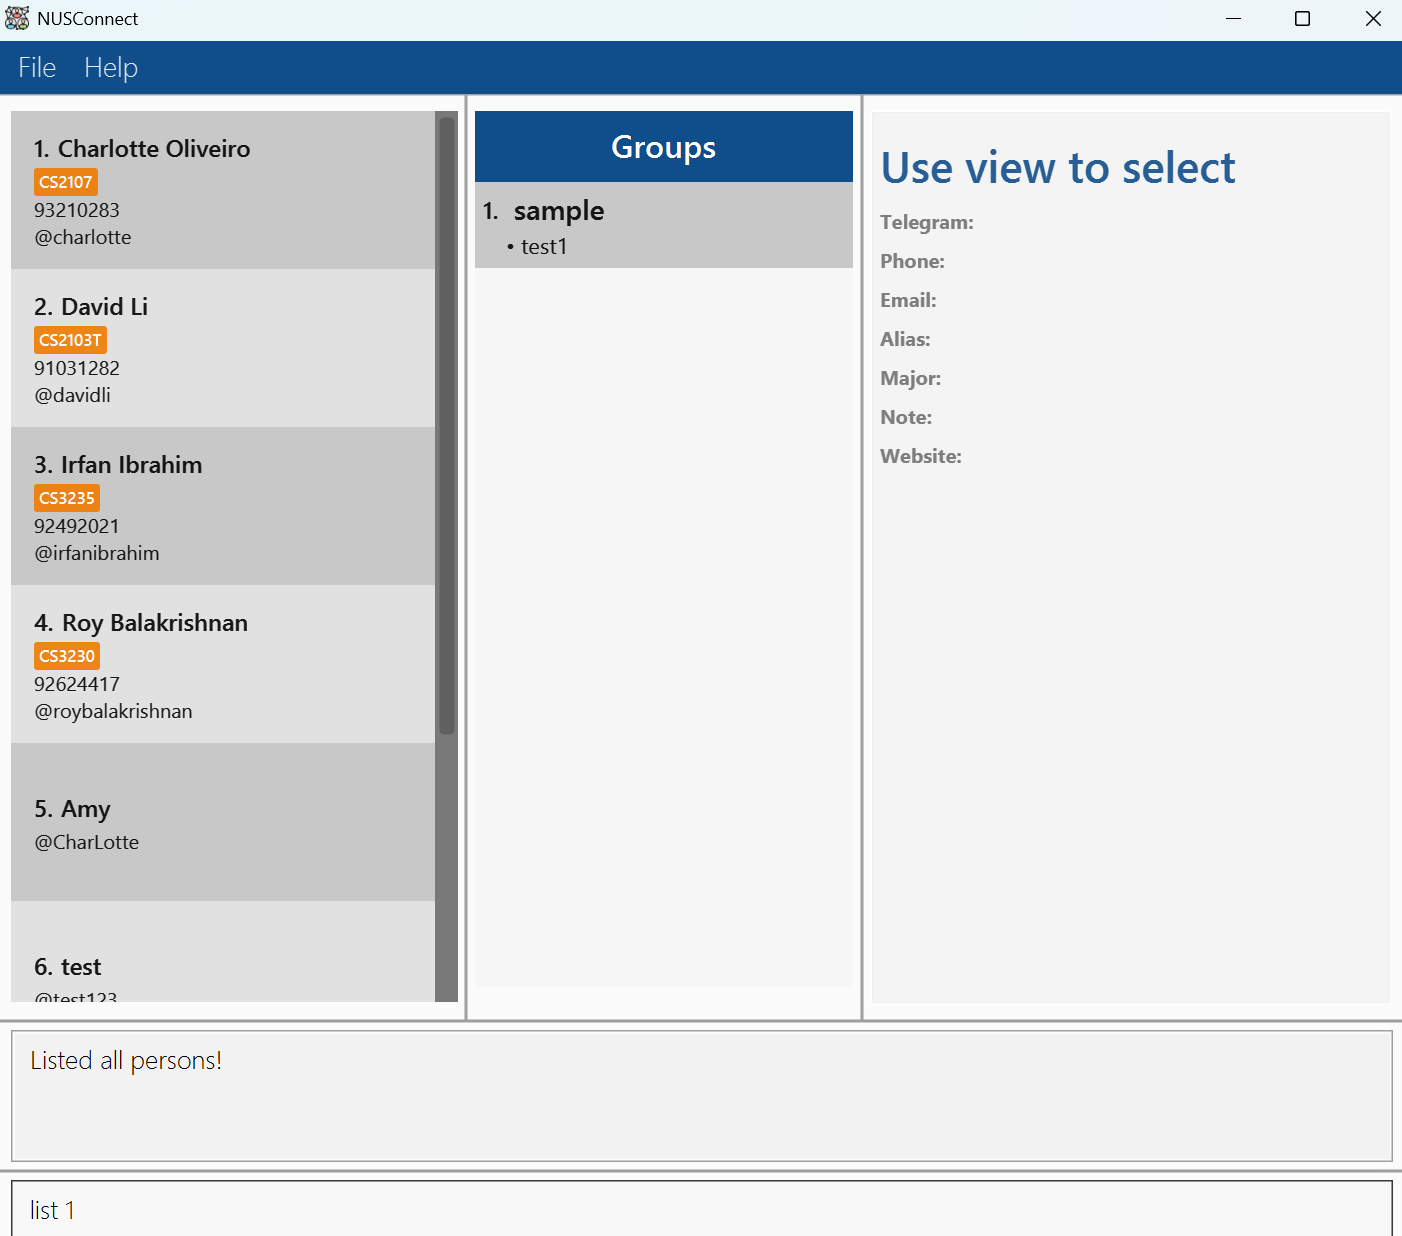 NUSConnect
File Help
1. Charlotte Oliveiro
CS2107
93210283
@charlotte
2. David Li
CS2103T
91031282
@davidli
3. Irfan Ibrahim
CS3235
92492021
@irfanibrahim
4. Roy Balakrishnan
CS3230
92624417
@roybalakrishnan
5. Amy
@CharLotte
6. test
@test123
Groups
1. sample
• test1
Use view to select
Telegram:
Phone:
Email:
Alias:
Major:
Note:
Website:
Listed all persons!
list 1